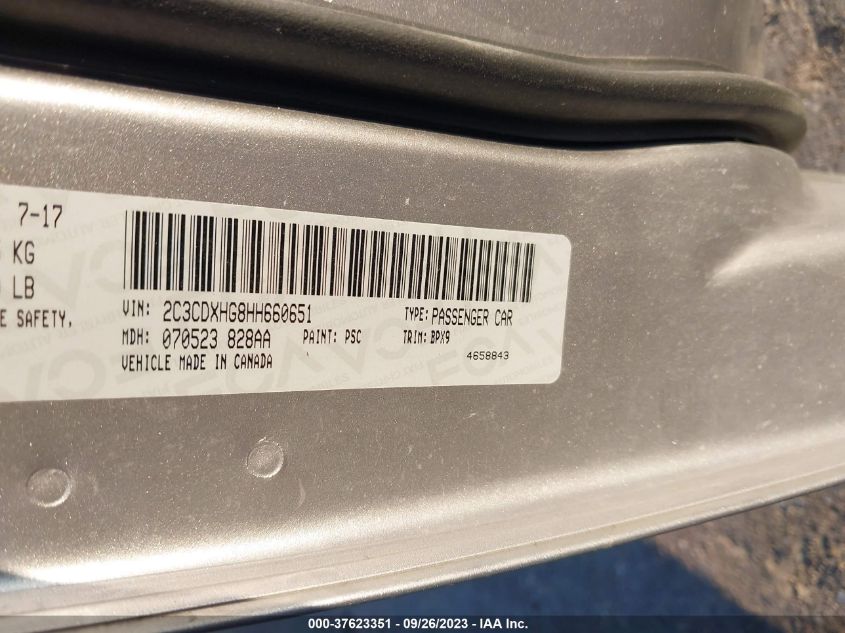 7-17
KG
LB
E SAFETY,
VIN: 2C3CDXHG8HH660651 TYPE: PASSENGER CAR
MDH: 070523 828AA PAINT: PSC TRIM: BPX9
VEHICLE MADE IN CANADA 4658843
000-37623351 | 09/26/2023 | IAA Inc.